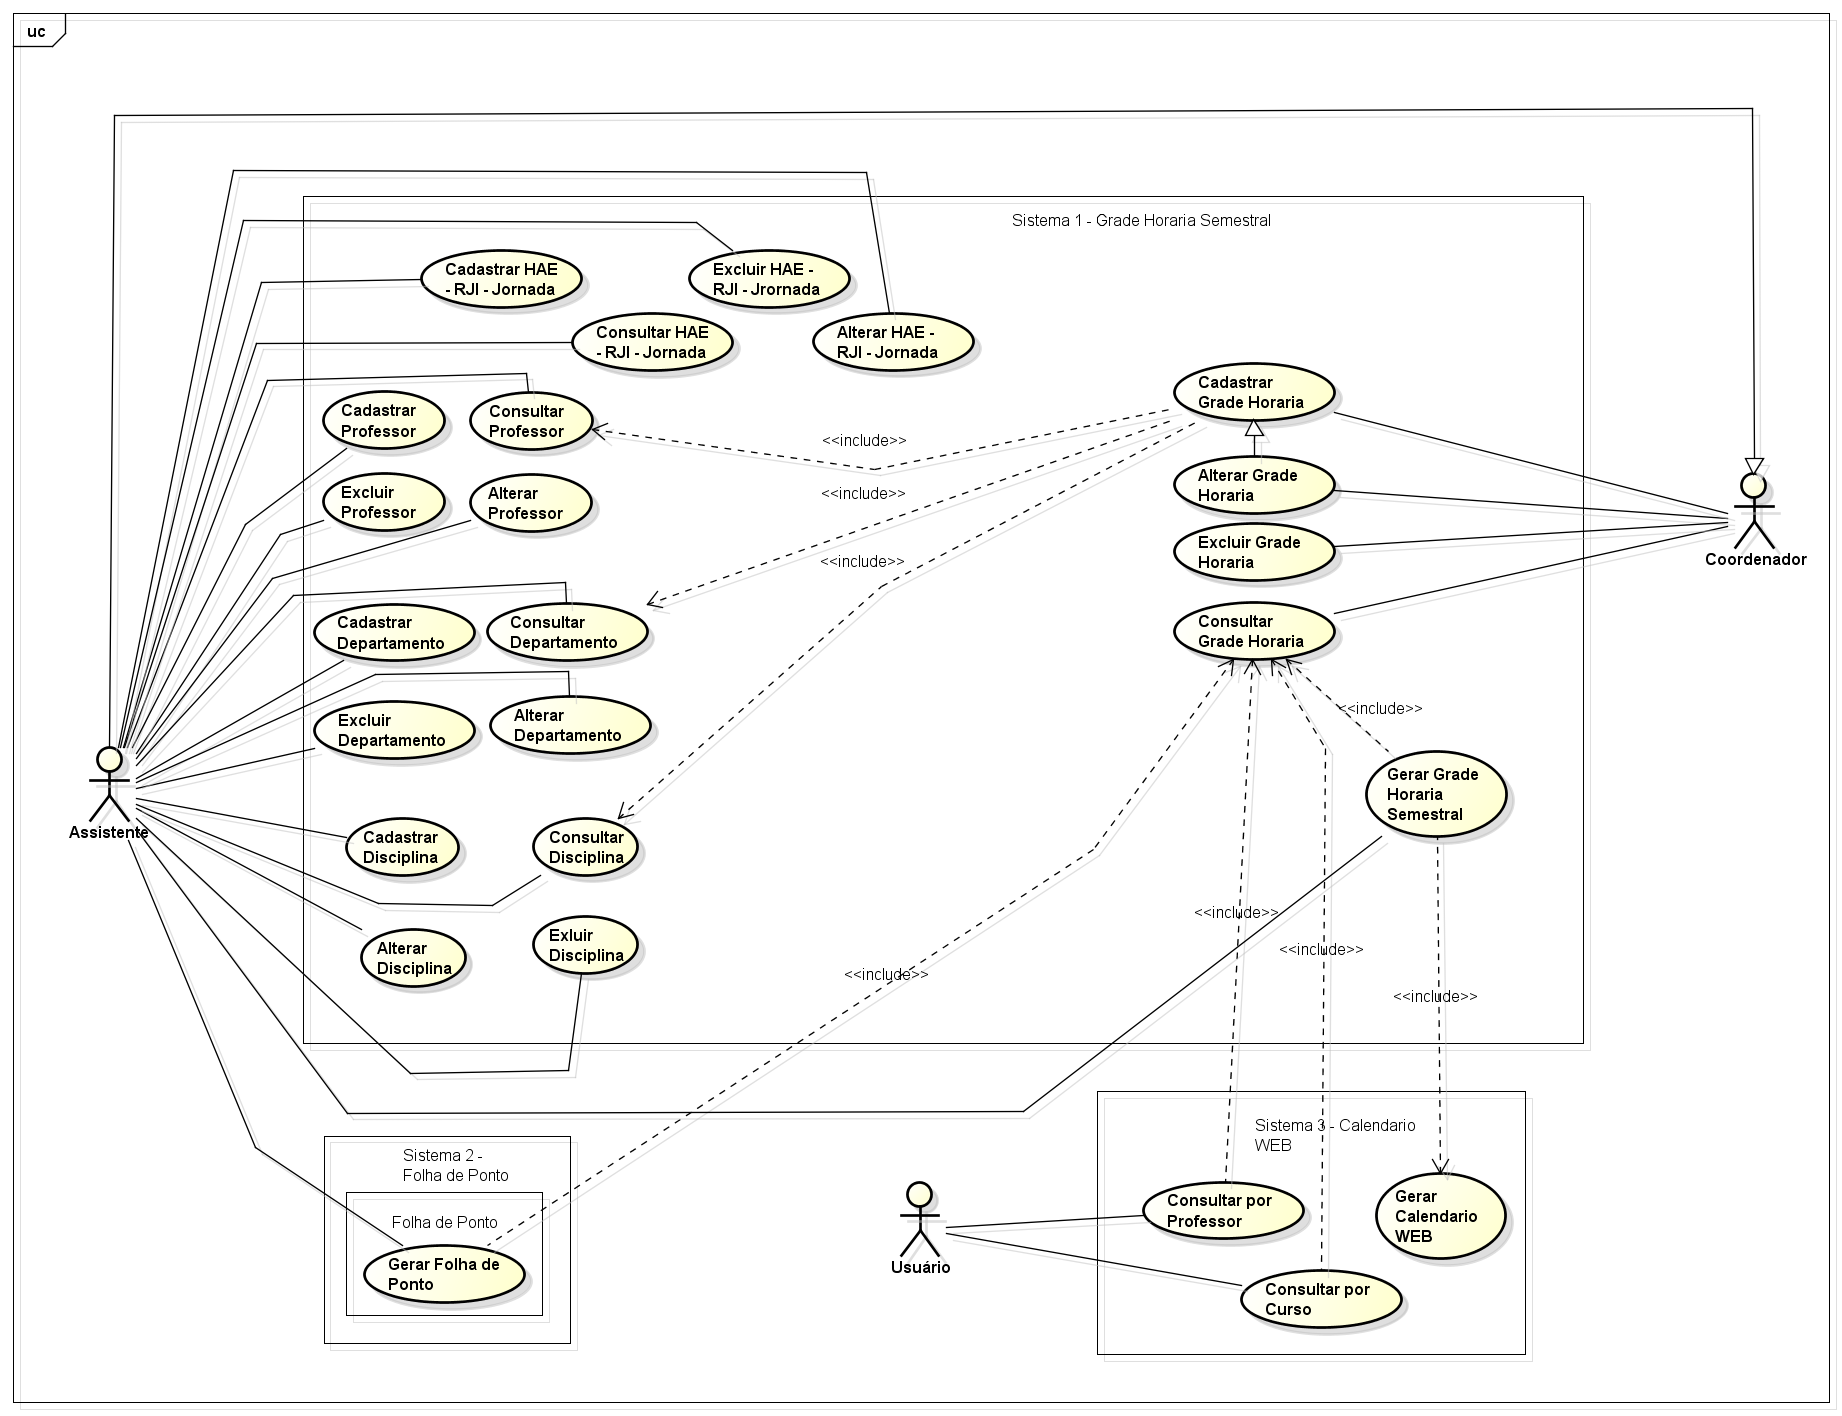 uc
Sistema 1 - Grade Horaria Semestral
Cadastrar HAE
- RJI - Jornada
Excluir HAE -
RJI - Jrornada
Consultar HAE
- RJI - Jornada
Alterar HAE -
RJI - Jornada
Cadastrar
Professor
Consultar
Professor
Cadastrar
Grade Horaria
<<include>>
Excluir
Professor
Alterar
Professor
<<include>>
Alterar Grade
Horaria
<<include>>
Excluir Grade
Horaria
Coordenador
Cadastrar
Departamento
Consultar
Departamento
Consultar
Grade Horaria
Excluir
Departamento
Alterar
Departamento
<<include>>
Gerar Grade
Horaria
Semestral
Assistente
Cadastrar
Disciplina
Consultar
Disciplina
Alterar
Disciplina
Exluir
Disciplina
<<include>>
<<include>>
<<include>>
<<include>>
Sistema 2 -
Folha de Ponto
Folha de Ponto
Gerar Folha de
Ponto
Sistema 3 - Calendario
WEB
Consultar por
Professor
Gerar
Calendario
WEB
Usuário
Consultar por
Curso